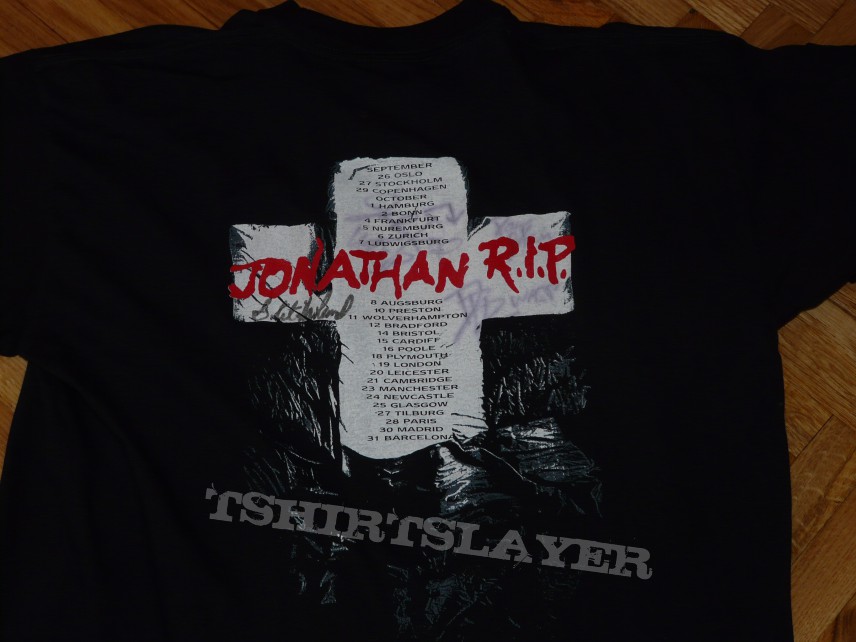 SEPTEMBER
26 OSLO
27 STOCKHOLM
29 COPENHAGEN
OCTOBER
1 HAMBURG
2 BONN
4 FRANKFURT
5 NUREMBURG
6 ZURICH
7 LUDWIGSBURG
JONATHAN R.I.P.
8 AUGSBURG
10 PRESTON
11 WOLVERHAMPTON
12 BRADFORD
14 BRISTOL
15 CARDIFF
16 POOLE
18 PLYMOUTH
19 LONDON
20 LEICESTER
21 CAMBRIDGE
23 MANCHESTER
24 NEWCASTLE
25 GLASGOW
27 TILBURG
28 PARIS
30 MADRID
31 BARCELONA
TSHIRTSLAYER